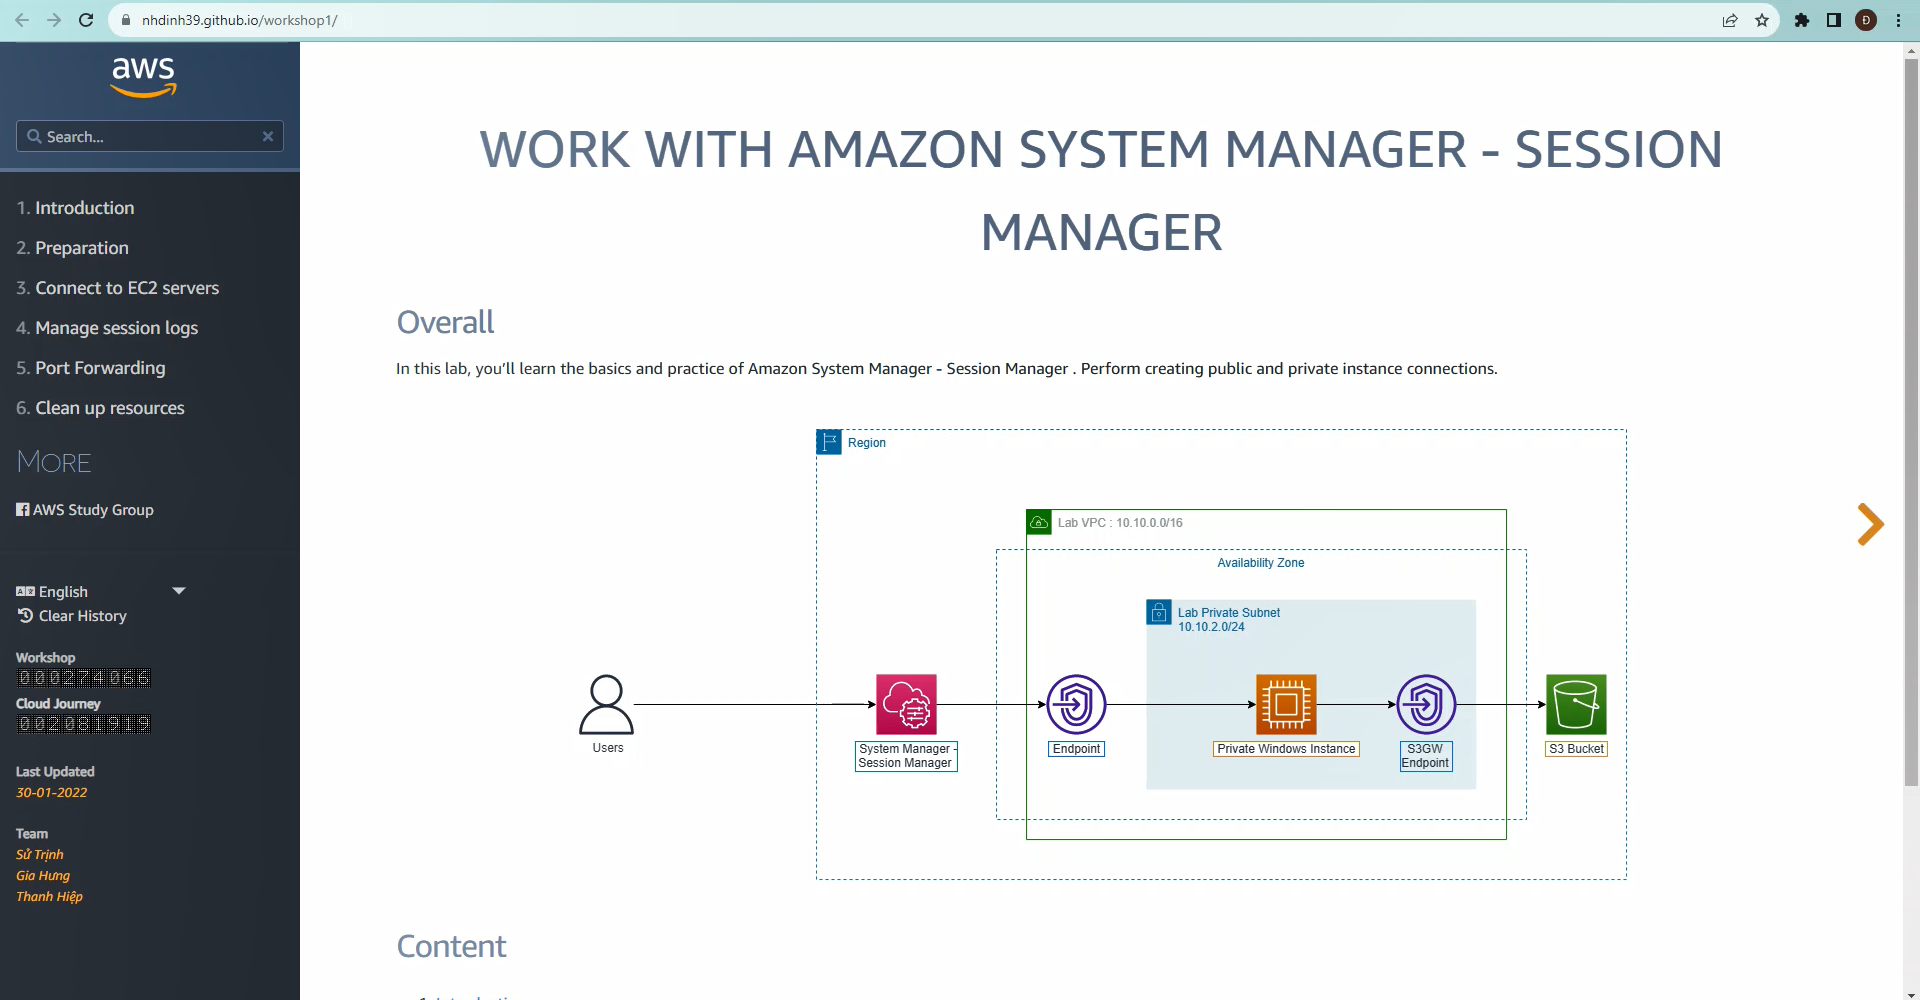 nhdinh39.github.io/workshop1/
Đ
aws
Search...
1. Introduction
2. Preparation
3. Connect to EC2 servers
4. Manage session logs
5. Port Forwarding
6. Clean up resources
MORE
AWS Study Group
English
Clear History
Workshop
000274066
Cloud Journey
002081919
Last Updated
30-01-2022
Team
Sử Trịnh
Gia Hưng
Thanh Hiệp
WORK WITH AMAZON SYSTEM MANAGER - SESSION
MANAGER
Overall
In this lab, you’ll learn the basics and practice of Amazon System Manager - Session Manager . Perform creating public and private instance connections.
Region
Lab VPC : 10.10.0.0/16
Availability Zone
Lab Private Subnet
10.10.2.0/24
Users
System Manager -
Session Manager
Endpoint
Private Windows Instance
S3GW
Endpoint
S3 Bucket
Content